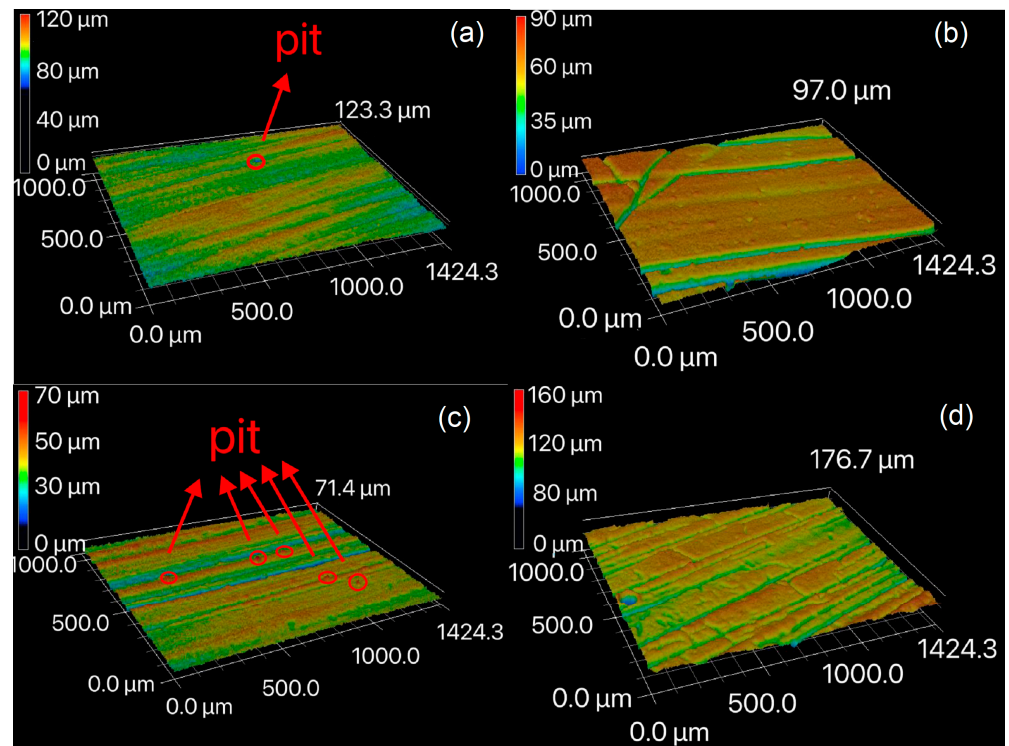 120 µm
80 µm
40 µm
0 µm
pit
(a)
123.3 µm
1000.0
500.0
0.0 µm
0.0 µm
500.0
1000.0
1424.3
90 µm
60 µm
35 µm
0 µm
(b)
97.0 µm
1000.0
500.0
0.0 µm
0.0 µm
500.0
1000.0
1424.3
70 µm
50 µm
30 µm
0 µm
pit
(c)
71.4 µm
1000.0
500.0
0.0 µm
0.0 µm
500.0
1000.0
1424.3
160 µm
120 µm
80 µm
0 µm
(d)
176.7 µm
1000.0
500.0
0.0 µm
0.0 µm
500.0
1000.0
1424.3